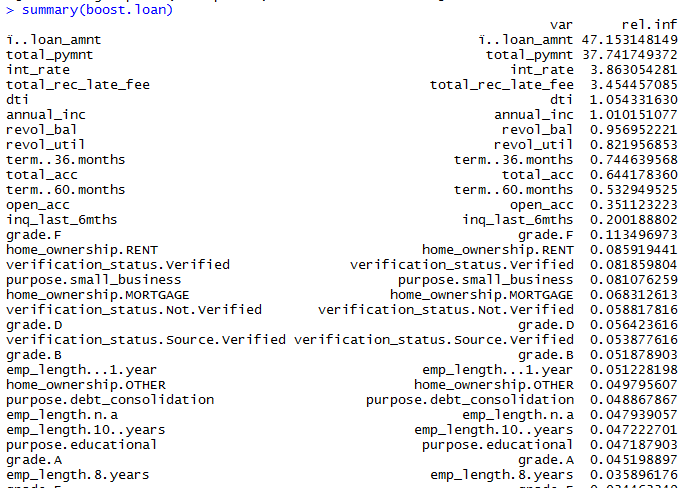 > summary(boost.loan)
var rel.inf
ï..loan_amnt ï..loan_amnt 47.153148149
total_pymnt total_pymnt 37.741749372
int_rate int_rate 3.863054281
total_rec_late_fee total_rec_late_fee 3.454457085
dti dti 1.054331630
annual_inc annual_inc 1.010151077
revol_bal revol_bal 0.956952221
revol_util revol_util 0.821956853
term..36.months term..36.months 0.744639568
total_acc total_acc 0.644178360
term..60.months term..60.months 0.532949525
open_acc open_acc 0.351123223
inq_last_6mths inq_last_6mths 0.200188802
grade.F grade.F 0.113496973
home_ownership.RENT home_ownership.RENT 0.085919441
verification_status.Verified verification_status.Verified 0.081859804
purpose.small_business purpose.small_business 0.081076259
home_ownership.MORTGAGE home_ownership.MORTGAGE 0.068312613
verification_status.Not.Verified verification_status.Not.Verified 0.058817816
grade.D grade.D 0.056423616
verification_status.Source.Verified verification_status.Source.Verified 0.053877616
grade.B grade.B 0.051878903
emp_length...1.year emp_length...1.year 0.051228198
home_ownership.OTHER home_ownership.OTHER 0.049795607
purpose.debt_consolidation purpose.debt_consolidation 0.048867867
emp_length.n.a emp_length.n.a 0.047939057
emp_length.10..years emp_length.10..years 0.047222701
purpose.educational purpose.educational 0.047187903
grade.A grade.A 0.045198897
emp_length.8.years emp_length.8.years 0.035896176